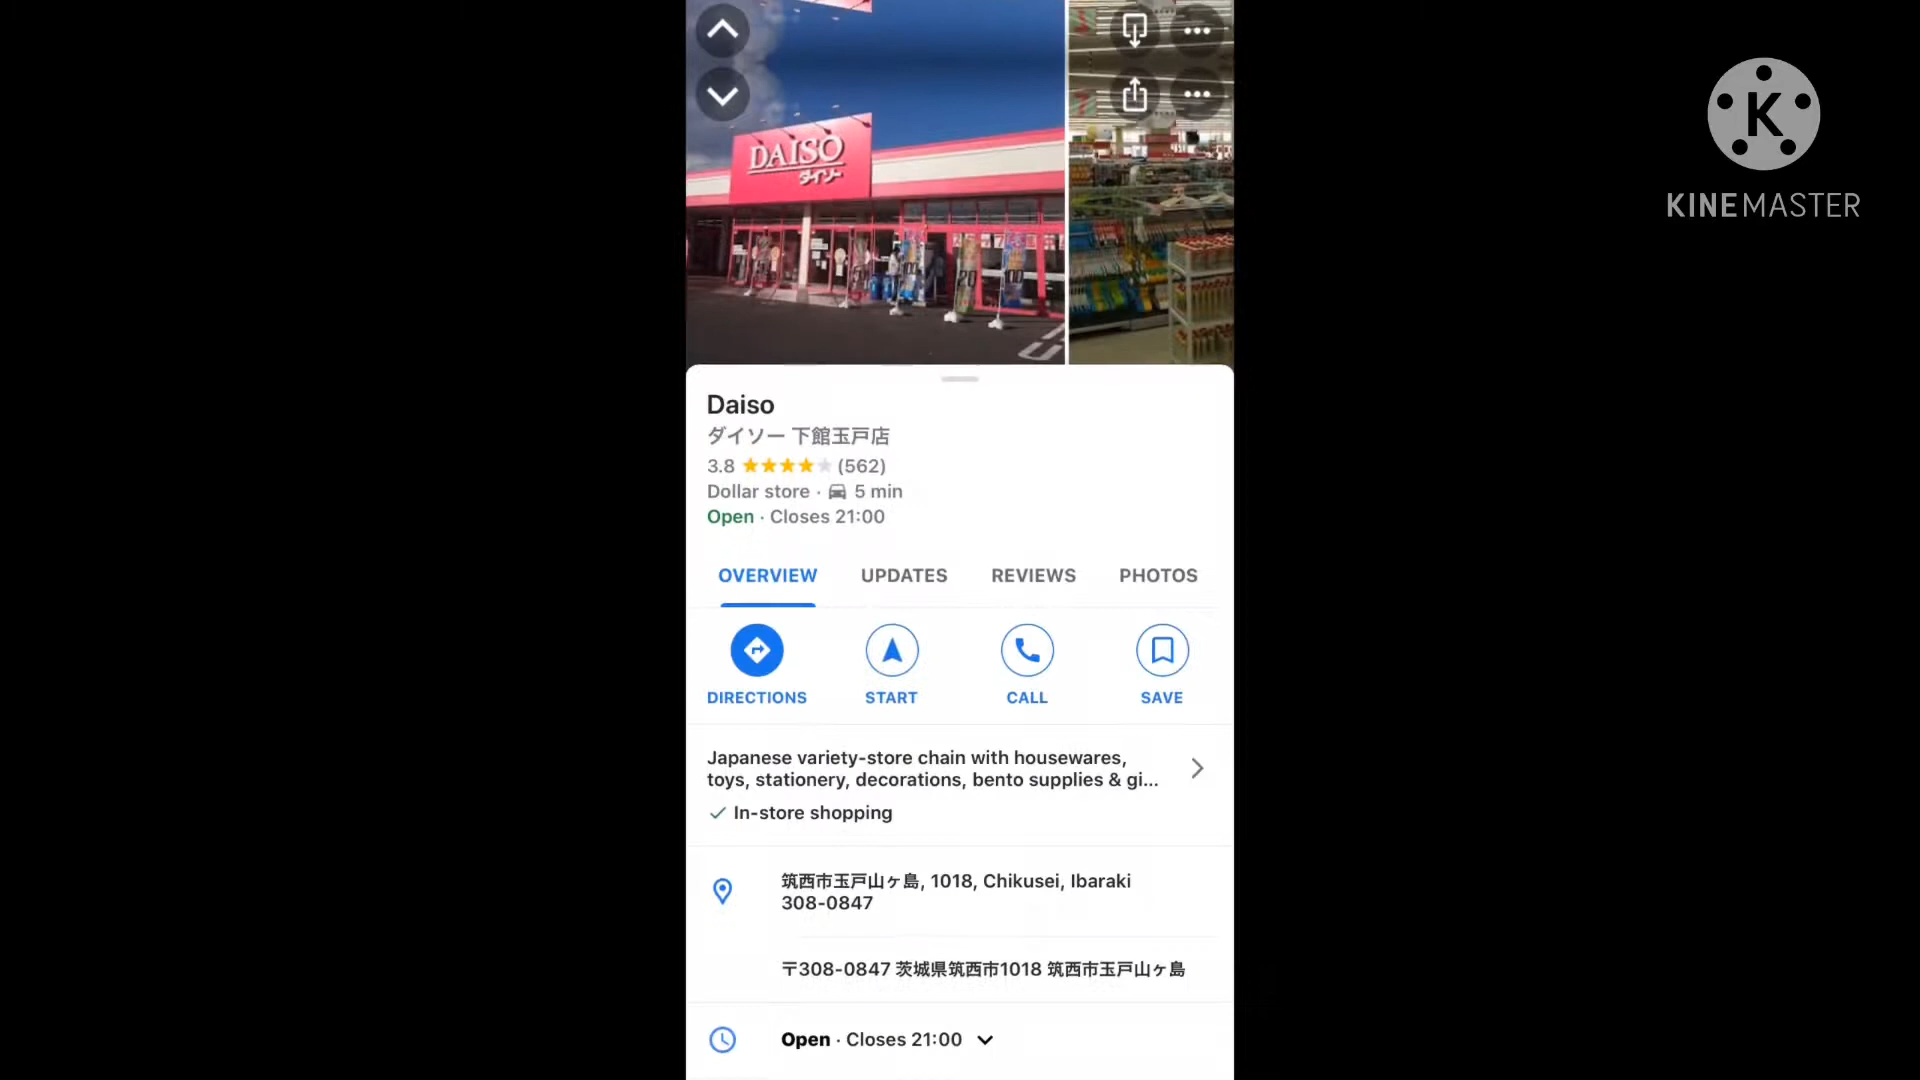 DAISO
ダイソー
KINEMASTER
Daiso
ダイソー 下館玉戸店
3.8 (562)
Dollar store · 5 min
Open · Closes 21:00
OVERVIEW UPDATES REVIEWS PHOTOS
DIRECTIONS START CALL SAVE
Japanese variety-store chain with housewares,
toys, stationery, decorations, bento supplies & gi...
In-store shopping
筑西市玉戸山ヶ島, 1018, Chikusei, Ibaraki
308-0847
〒308-0847 茨城県筑西市1018 筑西市玉戸山ヶ島
Open · Closes 21:00